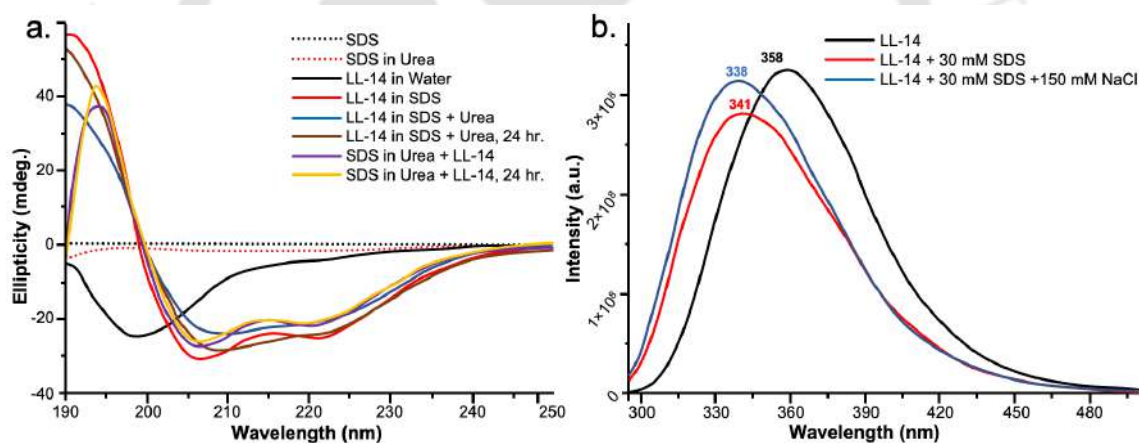 a.
SDS
SDS in Urea
LL-14 in Water
LL-14 in SDS
LL-14 in SDS + Urea
LL-14 in SDS + Urea, 24 hr.
SDS in Urea + LL-14
SDS in Urea + LL-14, 24 hr.
Ellipticity (mdeg.)
40
20
0
-20
-40
190 200 210 220 230 240 250
Wavelength (nm)
b.
LL-14
LL-14 + 30 mM SDS
LL-14 + 30 mM SDS +150 mM NaCl
358
338
341
Intensity (a.u.)
3×10⁸
2×10⁸
1×10⁸
0
300 330 360 390 420 450 480
Wavelength (nm)